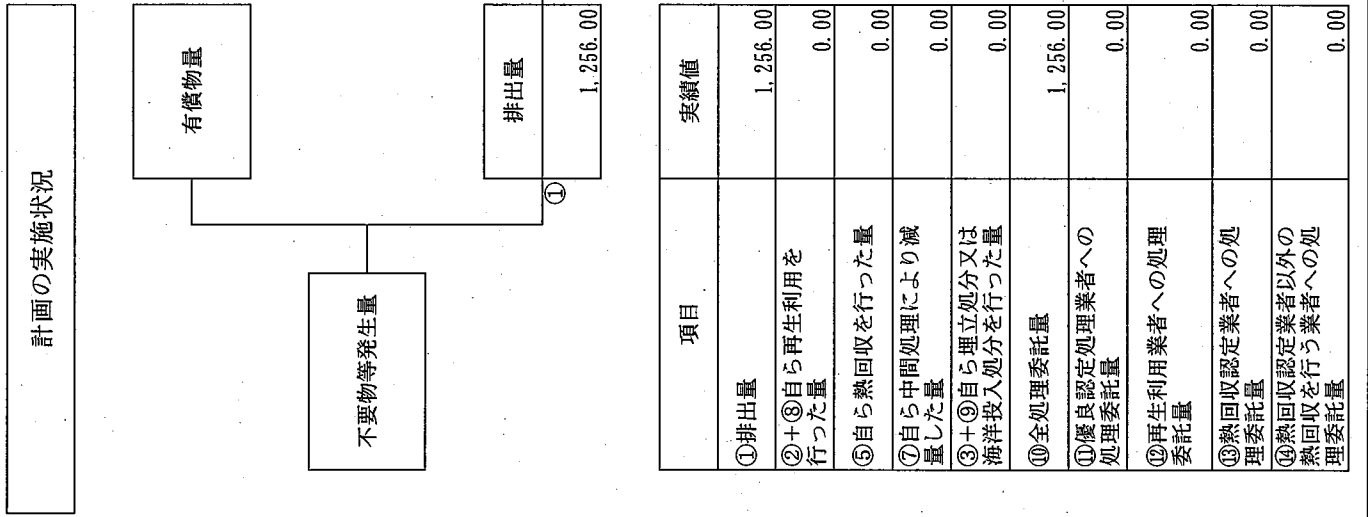 計画の実施状況
有償物量
不要物等発生量
①
排出量
1,256.00
項目
実績値
①排出量
1,256.00
②+⑧自ら再生利用を
行った量
0.00
⑤自ら熱回収を行った量
0.00
⑦自ら中間処理により減
量した量
0.00
③+⑨自ら埋立処分又は
海洋投入処分を行った量
0.00
⑩全処理委託量
1,256.00
⑪優良認定処理業者への
処理委託量
0.00
⑫再生利用業者への処理
委託量
0.00
⑬熱回収認定業者への処
理委託量
0.00
⑭熱回収認定業者以外の
熱回収を行う業者への処
理委託量
0.00